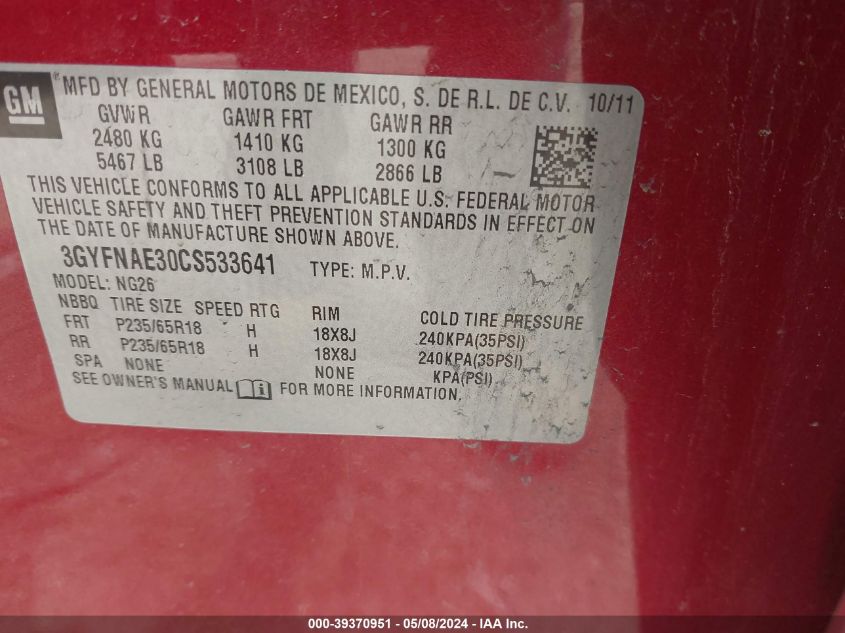 GM
® MFD BY GENERAL MOTORS DE MEXICO, S. DE R.L. DE C.V. 10/11
GVWR GAWR FRT GAWR RR
2480 KG 1410 KG 1300 KG
5467 LB 3108 LB 2866 LB
THIS VEHICLE CONFORMS TO ALL APPLICABLE U.S. FEDERAL MOTOR
VEHICLE SAFETY AND THEFT PREVENTION STANDARDS IN EFFECT ON
THE DATE OF MANUFACTURE SHOWN ABOVE.
3GYFNAE30CS533641 TYPE: M.P.V.
MODEL: NG26
NBBQ TIRE SIZE SPEED RTG RIM COLD TIRE PRESSURE
FRT P235/65R18 H 18X8J 240KPA(35PSI)
RR P235/65R18 H 18X8J 240KPA(35PSI)
SPA NONE NONE KPA(PSI)
SEE OWNER'S MANUAL FOR MORE INFORMATION.
000-39370951 - 05/08/2024 - IAA Inc.